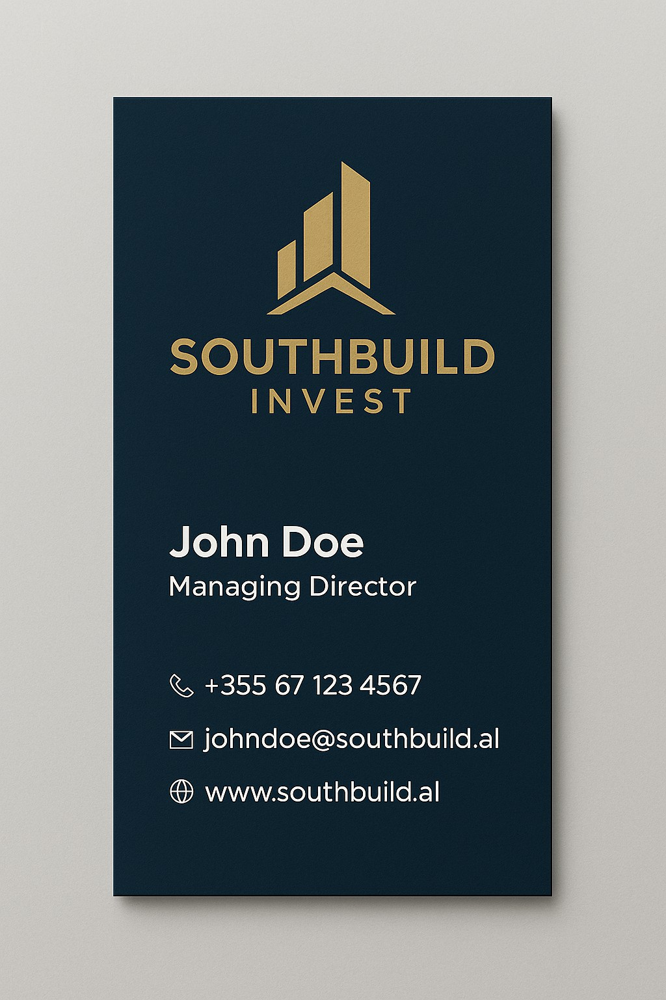 SOUTHBUILD
INVEST
John Doe
Managing Director
+355 67 123 4567
johndoe@southbuild.al
www.southbuild.al